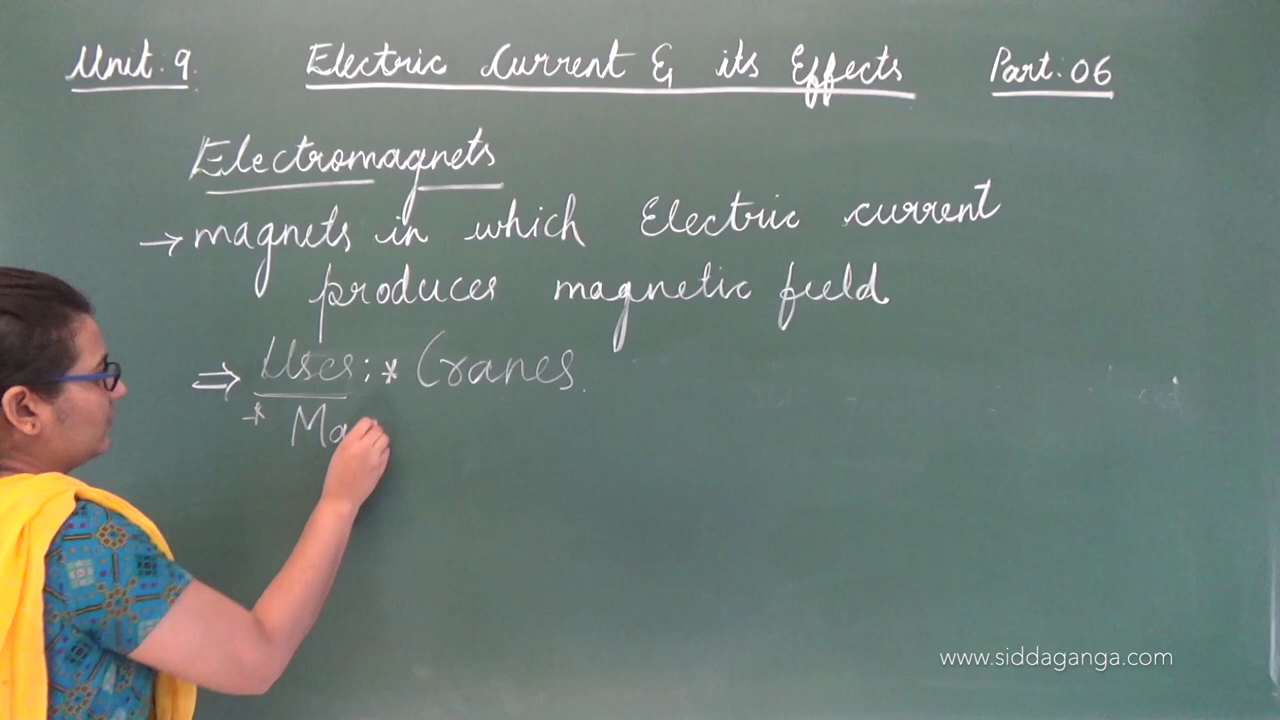 Unit: 9. Electric Current & its Effects Part: 06
Electromagnets
→ magnets in which Electric current
produces magnetic field
⇒ Uses: * Cranes.
* Ma
www.siddaganga.com